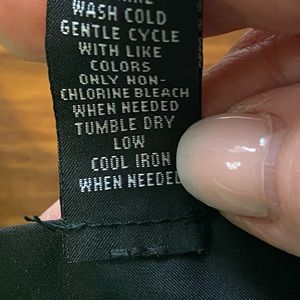 WASH COLD
GENTLE CYCLE
WITH LIKE
COLORS
ONLY NON-
CHLORINE BLEACH
WHEN NEEDED
TUMBLE DRY
LOW
COOL IRON
WHEN NEEDED